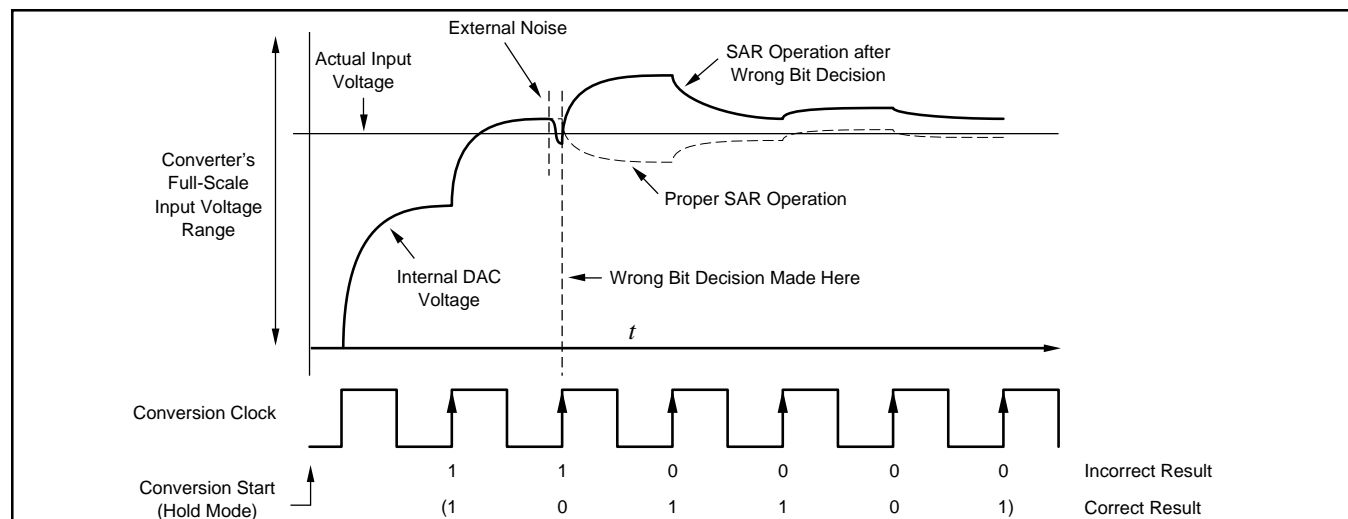 External Noise
Actual Input
Voltage
SAR Operation after
Wrong Bit Decision
Converter's
Full-Scale
Input Voltage
Range
Proper SAR Operation
Internal DAC
Voltage
Wrong Bit Decision Made Here
t
Conversion Clock
1 1 0 0 0 0 Incorrect Result
Conversion Start
(Hold Mode)
(1 0 1 1 0 1) Correct Result